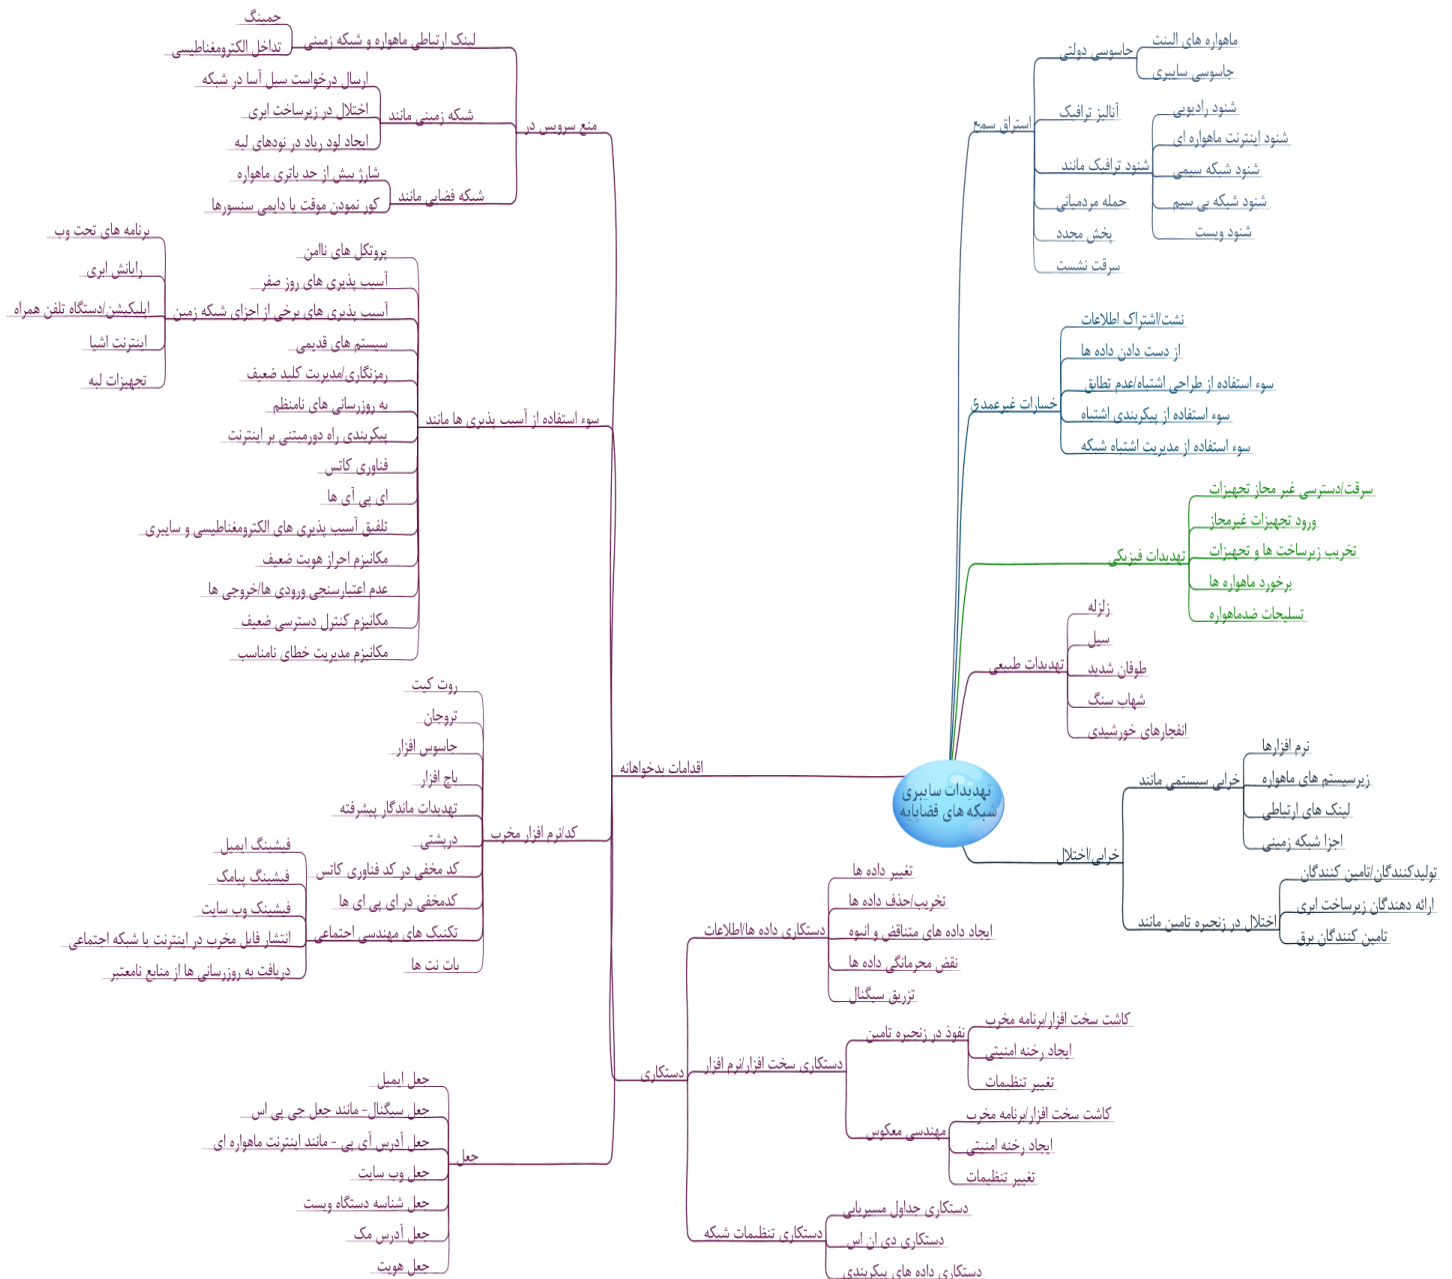 تهدیدات سایبری
شبکه های فضاپایه
استراق سمع
جاسوسی دولتی
ماهواره های الینت
جاسوسی سایبری
آنالیز ترافیک
شنود ترافیک مانند
شنود رادیویی
شنود اینترنت ماهواره ای
شنود شبکه سیمی
شنود شبکه بی سیم
شنود ویست
حمله مردمیانی
پخش مجدد
سرقت نشست
خسارات غیرعمدی
نشت/اشتراک اطلاعات
از دست دادن داده ها
سوء استفاده از طراحی اشتباه/عدم تطابق
سوء استفاده از پیکربندی اشتباه
سوء استفاده از مدیریت اشتباه شبکه
تهدیدات فیزیکی
سرقت/دسترسی غیر مجاز تجهیزات
ورود تجهیزات غیرمجاز
تخریب زیرساخت ها و تجهیزات
برخورد ماهواره ها
تسلیحات ضدماهواره
تهدیدات طبیعی
زلزله
سیل
طوفان شدید
شهاب سنگ
انفجارهای خورشیدی
خرابی/اختلال
خرابی سیستمی مانند
نرم افزارها
زیرسیستم های ماهواره
لینک های ارتباطی
اجزا شبکه زمینی
اختلال در زنجیره تامین مانند
تولیدکنندگان/تامین کنندگان
ارائه دهندگان زیرساخت ابری
تامین کنندگان برق
اقدامات بدخواهانه
منع سرویس در
لینک ارتباطی ماهواره و شبکه زمینی
جمینگ
تداخل الکترومغناطیسی
شبکه زمینی مانند
ارسال درخواست سیل آسا در شبکه
اختلال در زیرساخت ابری
ایجاد لود زیاد در نودهای لبه
شبکه فضایی مانند
شارژ بیش از حد باتری ماهواره
کور نمودن موقت یا دایمی سنسورها
سوء استفاده از آسیب پذیری ها مانند
پروتکل های ناامن
آسیب پذیری های روز صفر
آسیب پذیری های برخی از اجزای شبکه زمین
برنامه های تحت وب
رایانش ابری
اپلیکیشن/دستگاه تلفن همراه
اینترنت اشیا
تجهیزات لبه
سیستم های قدیمی
رمزنگاری/مدیریت کلید ضعیف
به روزرسانی های نامنظم
پیکربندی راه دورمبتنی بر اینترنت
فناوری کاتس
ای پی آی ها
تلفیق آسیب پذیری های الکترومغناطیسی و سایبری
مکانیزم احراز هویت ضعیف
عدم اعتبارسنجی ورودی ها/خروجی ها
مکانیزم کنترل دسترسی ضعیف
مکانیزم مدیریت خطای نامناسب
کد/نرم افزار مخرب
روت کیت
تروجان
جاسوس افزار
باج افزار
تهدیدات ماندگار پیشرفته
درپشتی
کد مخفی در کد فناوری کاتس
کدمخفی در ای پی ای ها
تکنیک های مهندسی اجتماعی
فیشینگ ایمیل
فیشینگ پیامک
فیشینک وب سایت
انتشار فایل مخرب در اینترنت یا شبکه اجتماعی
دریافت به روزرسانی ها از منابع نامعتبر
بات نت ها
دستکاری
دستکاری داده ها/اطلاعات
تغییر داده ها
تخریب/حذف داده ها
ایجاد داده های متناقض و انبوه
نقض محرمانگی داده ها
تزریق سیگنال
دستکاری سخت افزار/نرم افزار
نفوذ در زنجیره تامین
کاشت سخت افزار/برنامه مخرب
ایجاد رخنه امنیتی
تغییر تنظیمات
مهندسی معکوس
کاشت سخت افزار/برنامه مخرب
ایجاد رخنه امنیتی
تغییر تنظیمات
دستکاری تنظیمات شبکه
دستکاری جداول مسیریابی
دستکاری دی ان اس
دستکاری داده های پیکربندی
جعل
جعل ایمیل
جعل سیگنال- مانند جعل جی پی اس
جعل آدرس آی پی - مانند اینترنت ماهواره ای
جعل وب سایت
جعل شناسه دستگاه ویست
جعل آدرس مک
جعل هویت